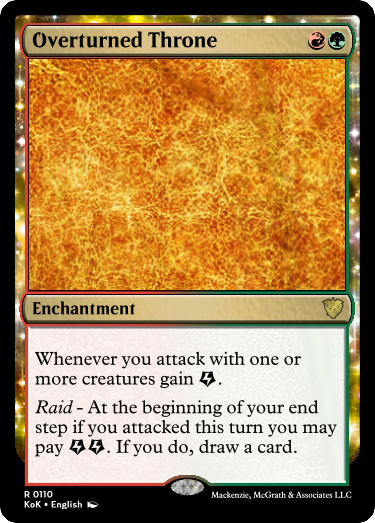 Overturned Throne
Enchantment
Whenever you attack with one or
more creatures gain .
Raid - At the beginning of your end
step if you attacked this turn you may
pay . If you do, draw a card.
R 0110
KoK • English
Mackenzie, McGrath & Associates LLC